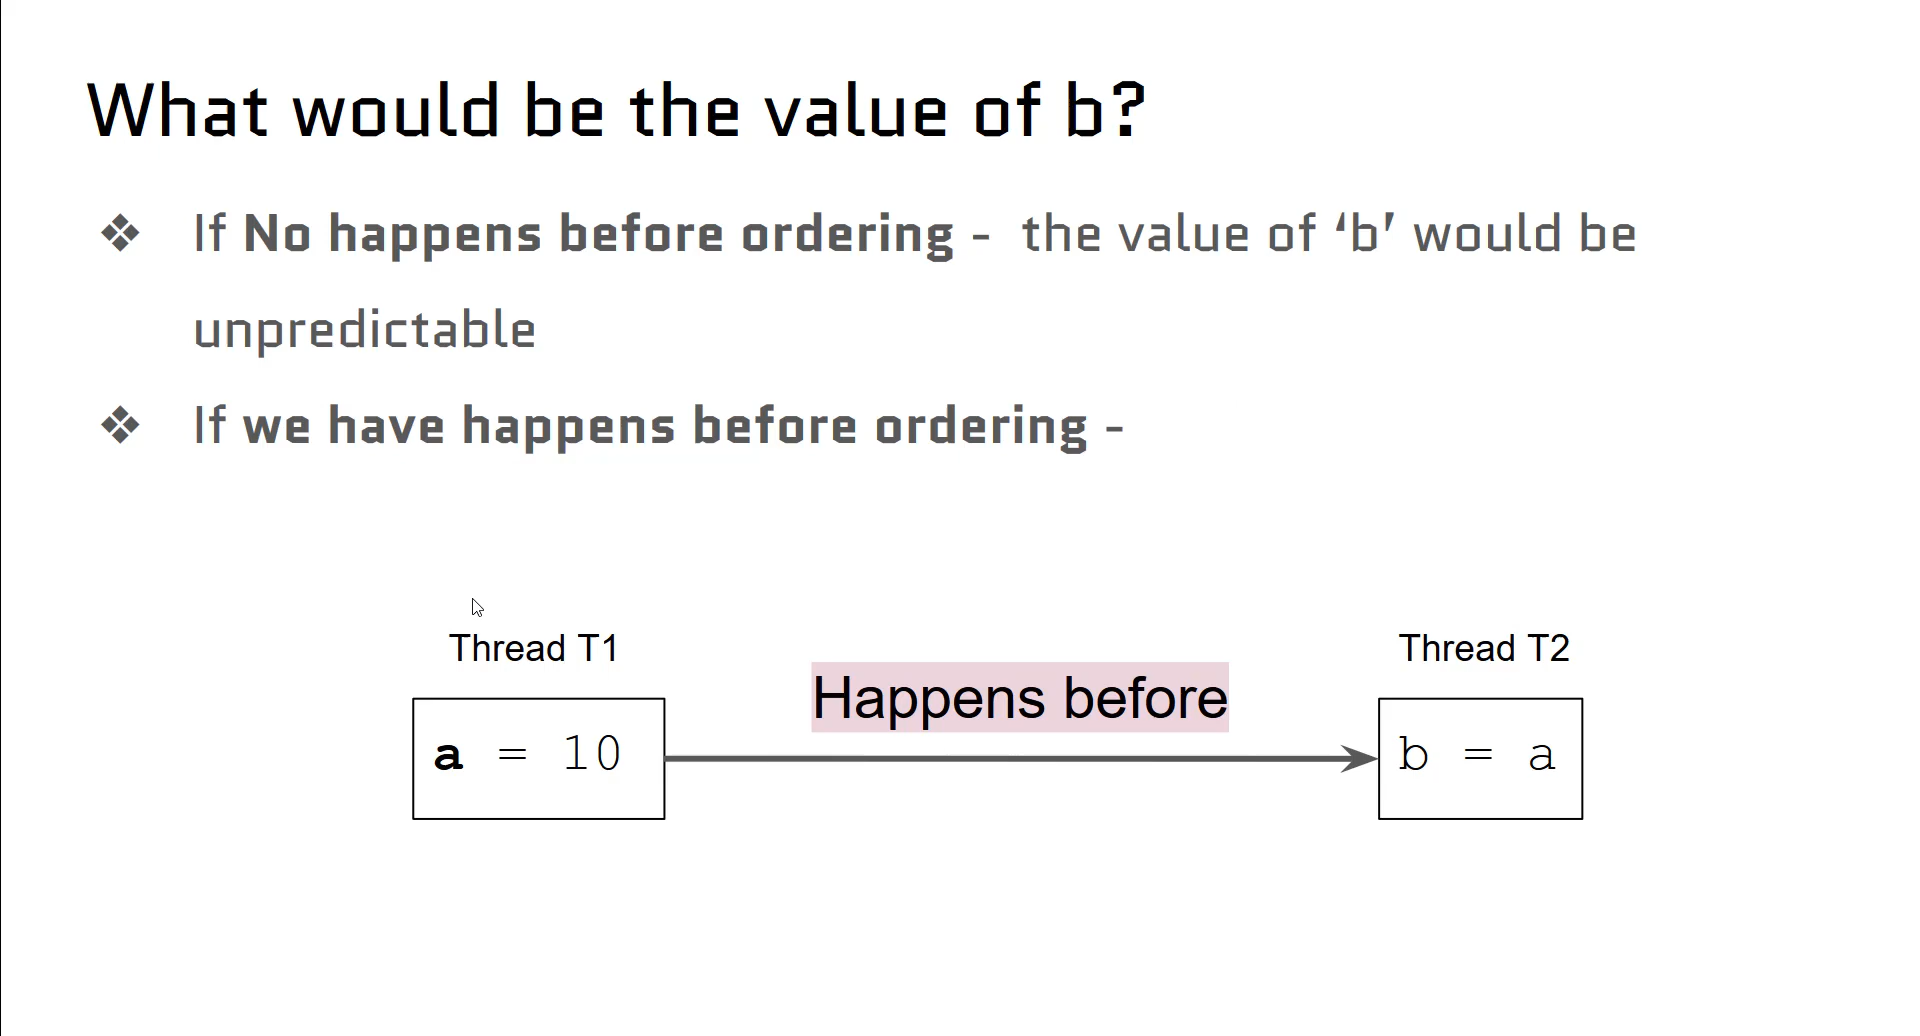 What would be the value of b?
❖ If No happens before ordering - the value of ‘b’ would be
unpredictable
❖ If we have happens before ordering -
Thread T1
Thread T2
Happens before
a = 10
b = a